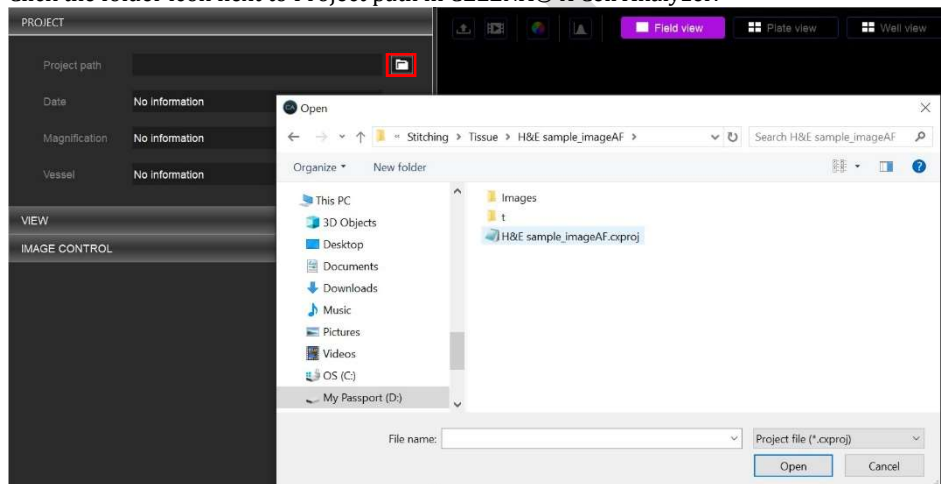 PROJECT
Field view
Plate view
Well view
Project path
Date
No information
Magnification
No information
Vessel
No information
VIEW
IMAGE CONTROL
CA
Open
« Stitching > Tissue > H&E sample_imageAF >
Search H&E sample_imageAF
Organize
New folder
This PC
3D Objects
Desktop
Documents
Downloads
Music
Pictures
Videos
OS (C:)
My Passport (D:)
Images
t
H&E sample_imageAF.cxproj
File name:
Project file (*.cxproj)
Open
Cancel